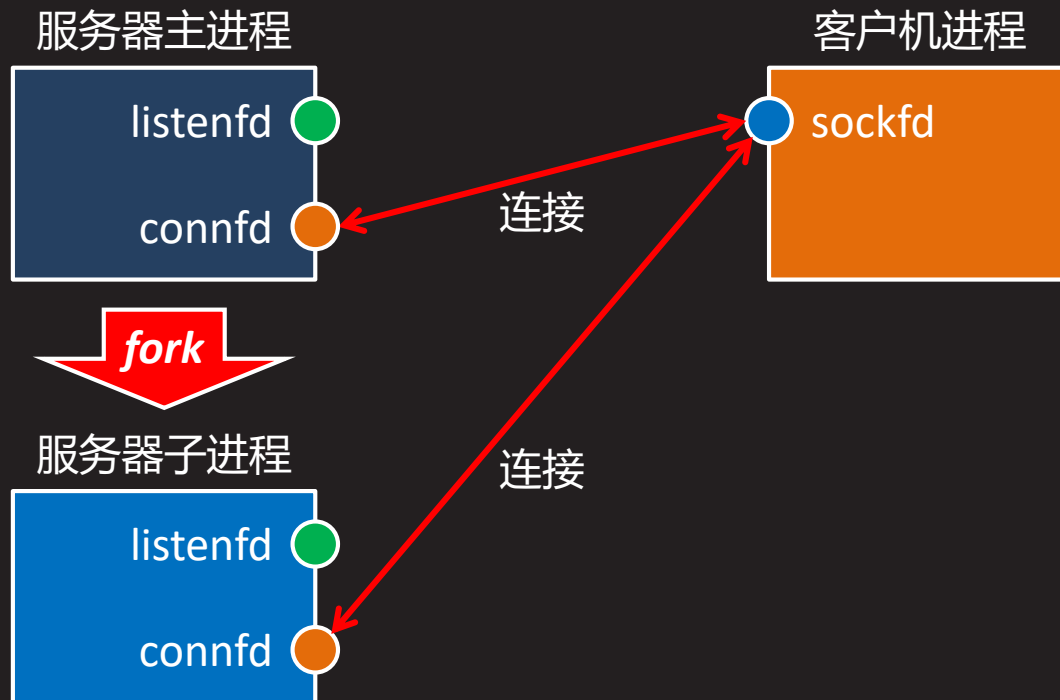 服务器主进程
客户机进程
listenfd
sockfd
连接
connfd
fork
服务器子进程
连接
listenfd
connfd